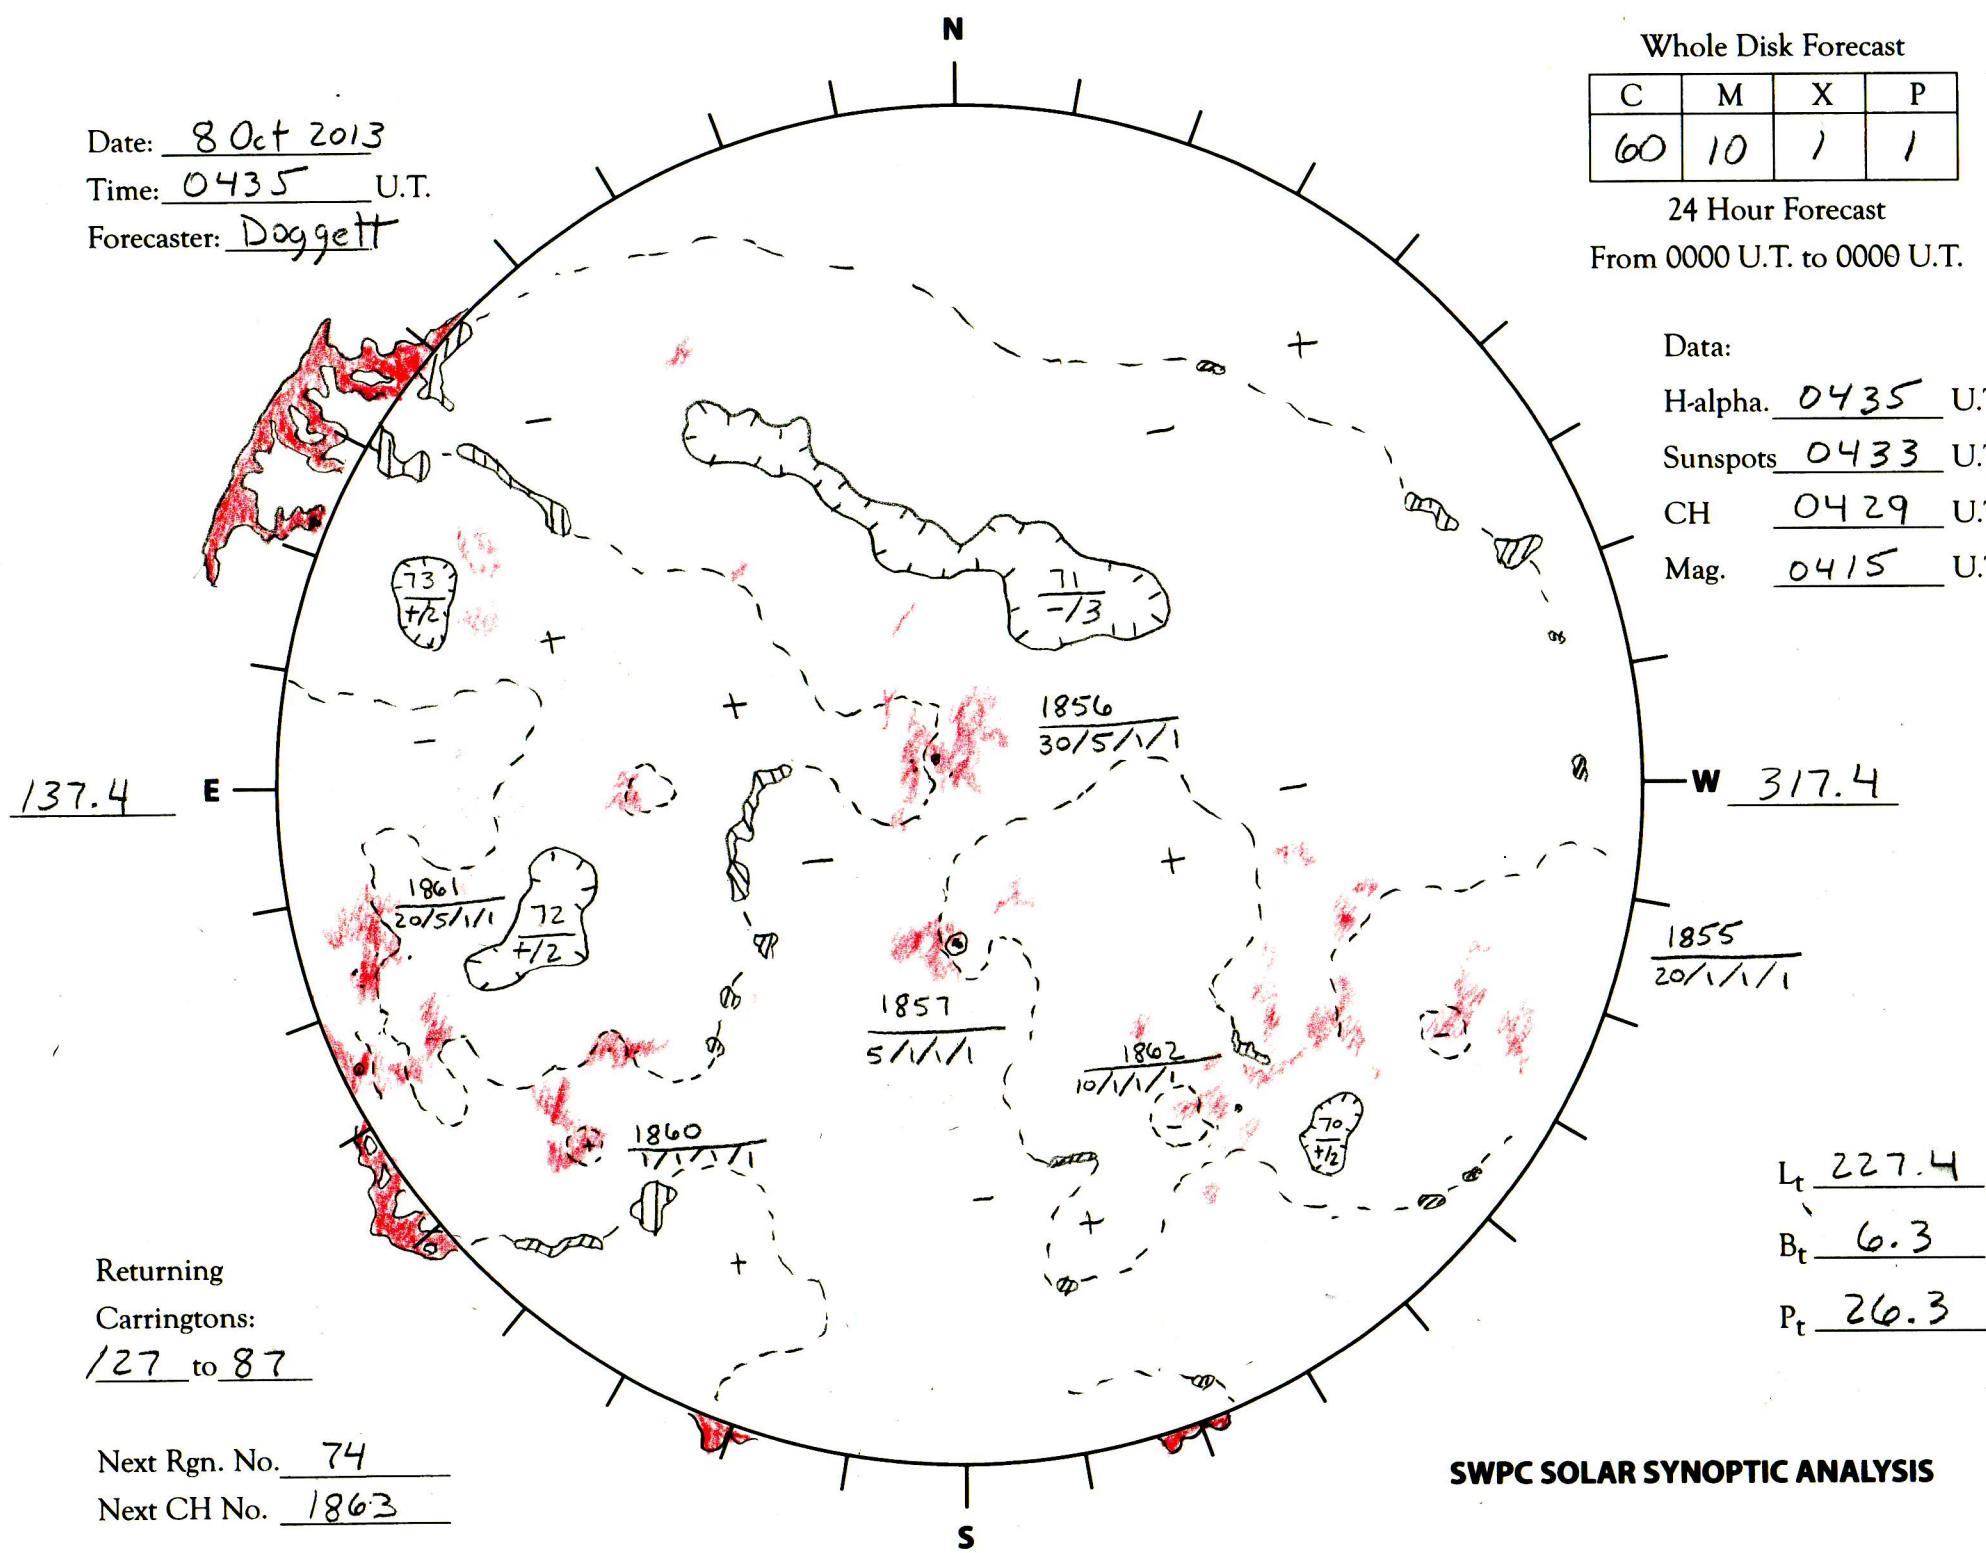 N
Whole Disk Forecast
C M X P
60 10 1 1
24 Hour Forecast
From 0000 U.T. to 0000 U.T.
Date: 8 Oct 2013
Time: 0435 U.T.
Forecaster: Doggett
Data:
H-alpha. 0435 U.T
Sunspots 0433 U.T
CH 0429 U.T
Mag. 0415 U.T
+
-
-
73
+/2
71
-/3
+
+
-
1856
30/5/1/1
137.4 E
W 317.4
-
-
+
1861
20/5/1/1
72
+/2
1855
20/1/1/1
1857
5/1/1/1
-
1862
10/1/1/1
-
70
+/2
1860
1/1/1/1
+
-
+
+
Lt 227.4
Bt 6.3
Pt 26.3
Returning
Carringtons:
127 to 87
Next Rgn. No. 74
Next CH No. 1863
SWPC SOLAR SYNOPTIC ANALYSIS
S